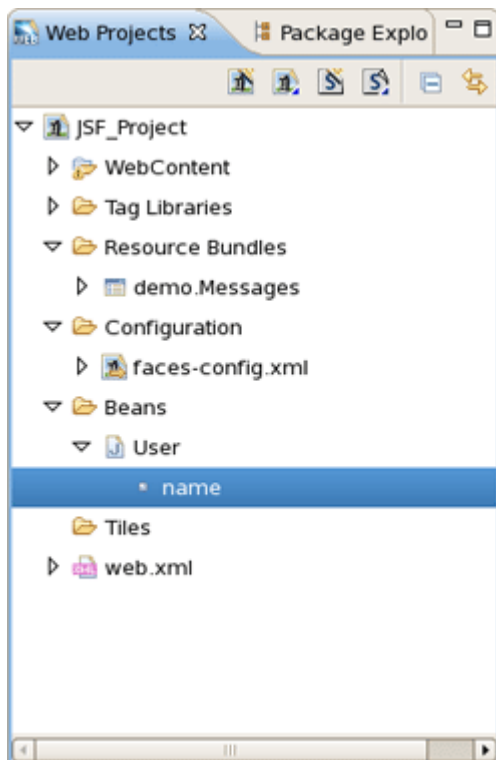 Web Projects Package Explo
JSF_Project
WebContent
Tag Libraries
Resource Bundles
demo.Messages
Configuration
faces-config.xml
Beans
User
name
Tiles
web.xml